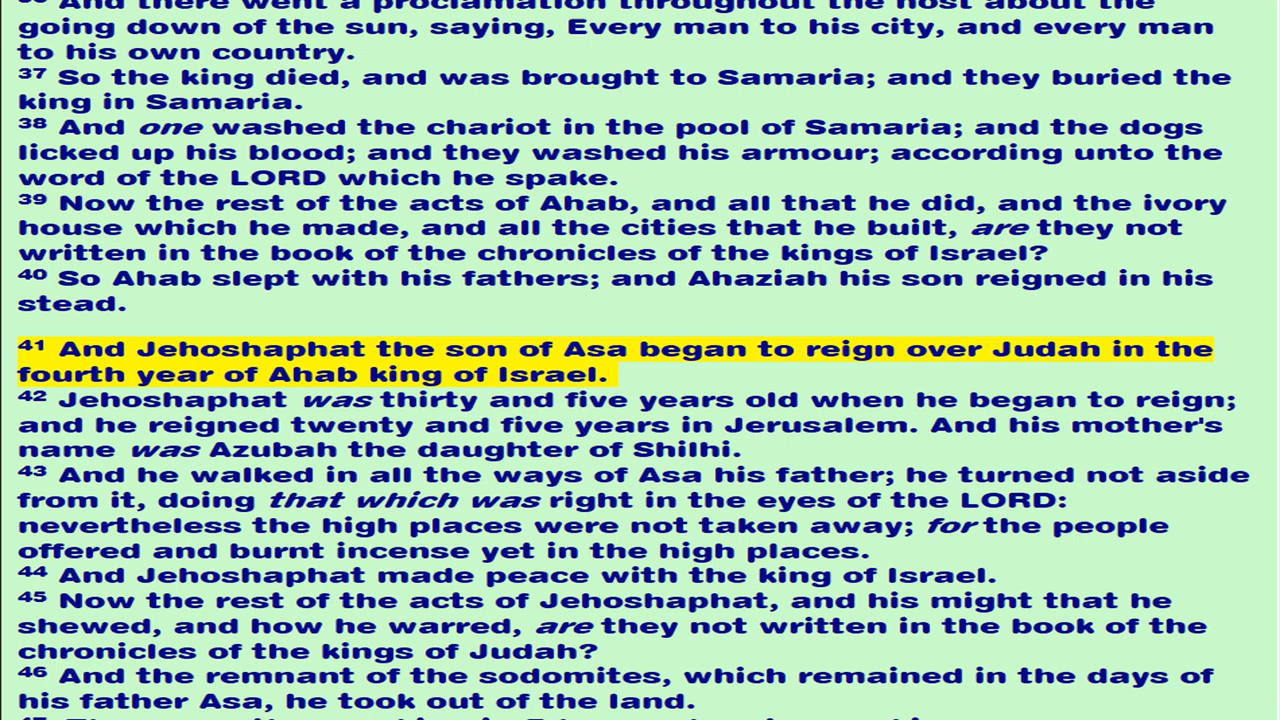 36 And there went a proclamation throughout the host about the
going down of the sun, saying, Every man to his city, and every man
to his own country.
37 So the king died, and was brought to Samaria; and they buried the
king in Samaria.
38 And one washed the chariot in the pool of Samaria; and the dogs
licked up his blood; and they washed his armour; according unto the
word of the LORD which he spake.
39 Now the rest of the acts of Ahab, and all that he did, and the ivory
house which he made, and all the cities that he built, are they not
written in the book of the chronicles of the kings of Israel?
40 So Ahab slept with his fathers; and Ahaziah his son reigned in his
stead.
41 And Jehoshaphat the son of Asa began to reign over Judah in the
fourth year of Ahab king of Israel.
42 Jehoshaphat was thirty and five years old when he began to reign;
and he reigned twenty and five years in Jerusalem. And his mother's
name was Azubah the daughter of Shilhi.
43 And he walked in all the ways of Asa his father; he turned not aside
from it, doing that which was right in the eyes of the LORD:
nevertheless the high places were not taken away; for the people
offered and burnt incense yet in the high places.
44 And Jehoshaphat made peace with the king of Israel.
45 Now the rest of the acts of Jehoshaphat, and his might that he
shewed, and how he warred, are they not written in the book of the
chronicles of the kings of Judah?
46 And the remnant of the sodomites, which remained in the days of
his father Asa, he took out of the land.